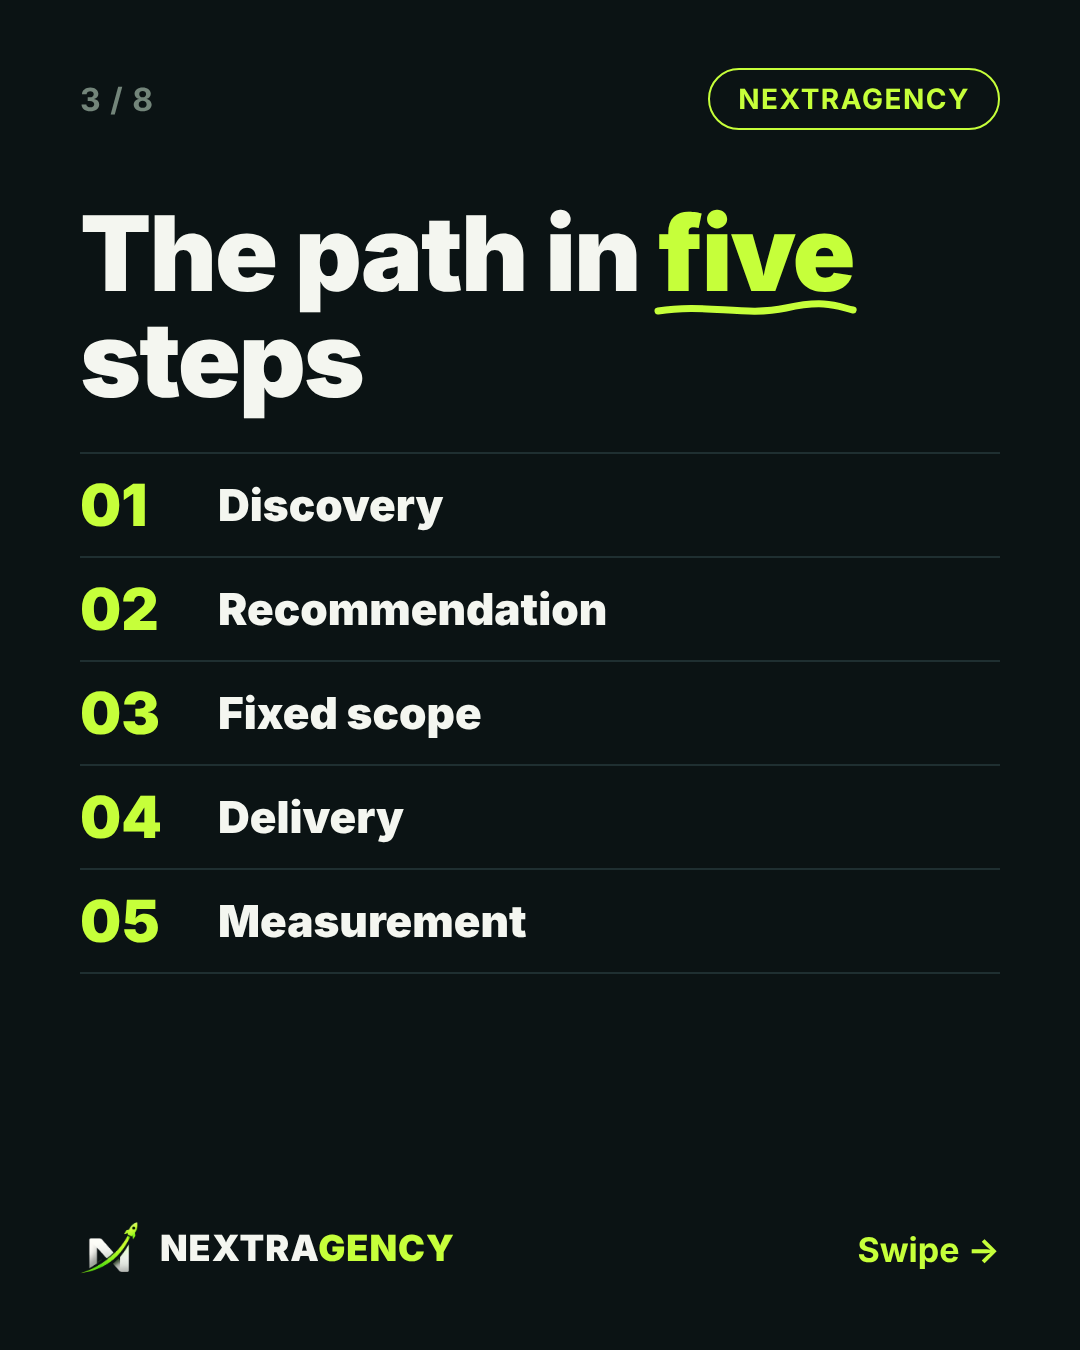 3 / 8
NEXTRAGENCY
The path in five
steps
01 Discovery
02 Recommendation
03 Fixed scope
04 Delivery
05 Measurement
NEXTRAGENCY
Swipe →